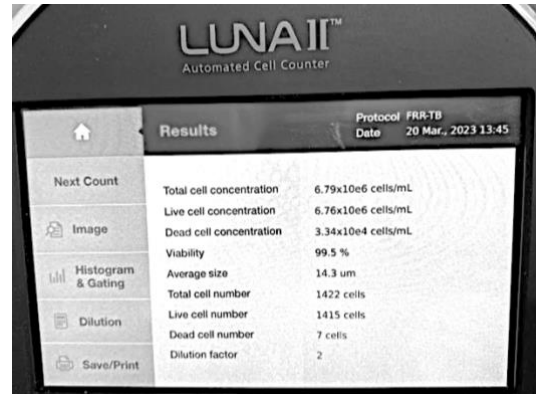 LUNA II™
Automated Cell Counter
Results
Protocol FRR-TB
Date 20 Mar., 2023 13:45
Next Count
Image
Histogram
& Gating
Dilution
Save/Print
Total cell concentration 6.79x10e6 cells/mL
Live cell concentration 6.76x10e6 cells/mL
Dead cell concentration 3.34x10e4 cells/mL
Viability 99.5 %
Average size 14.3 um
Total cell number 1422 cells
Live cell number 1415 cells
Dead cell number 7 cells
Dilution factor 2